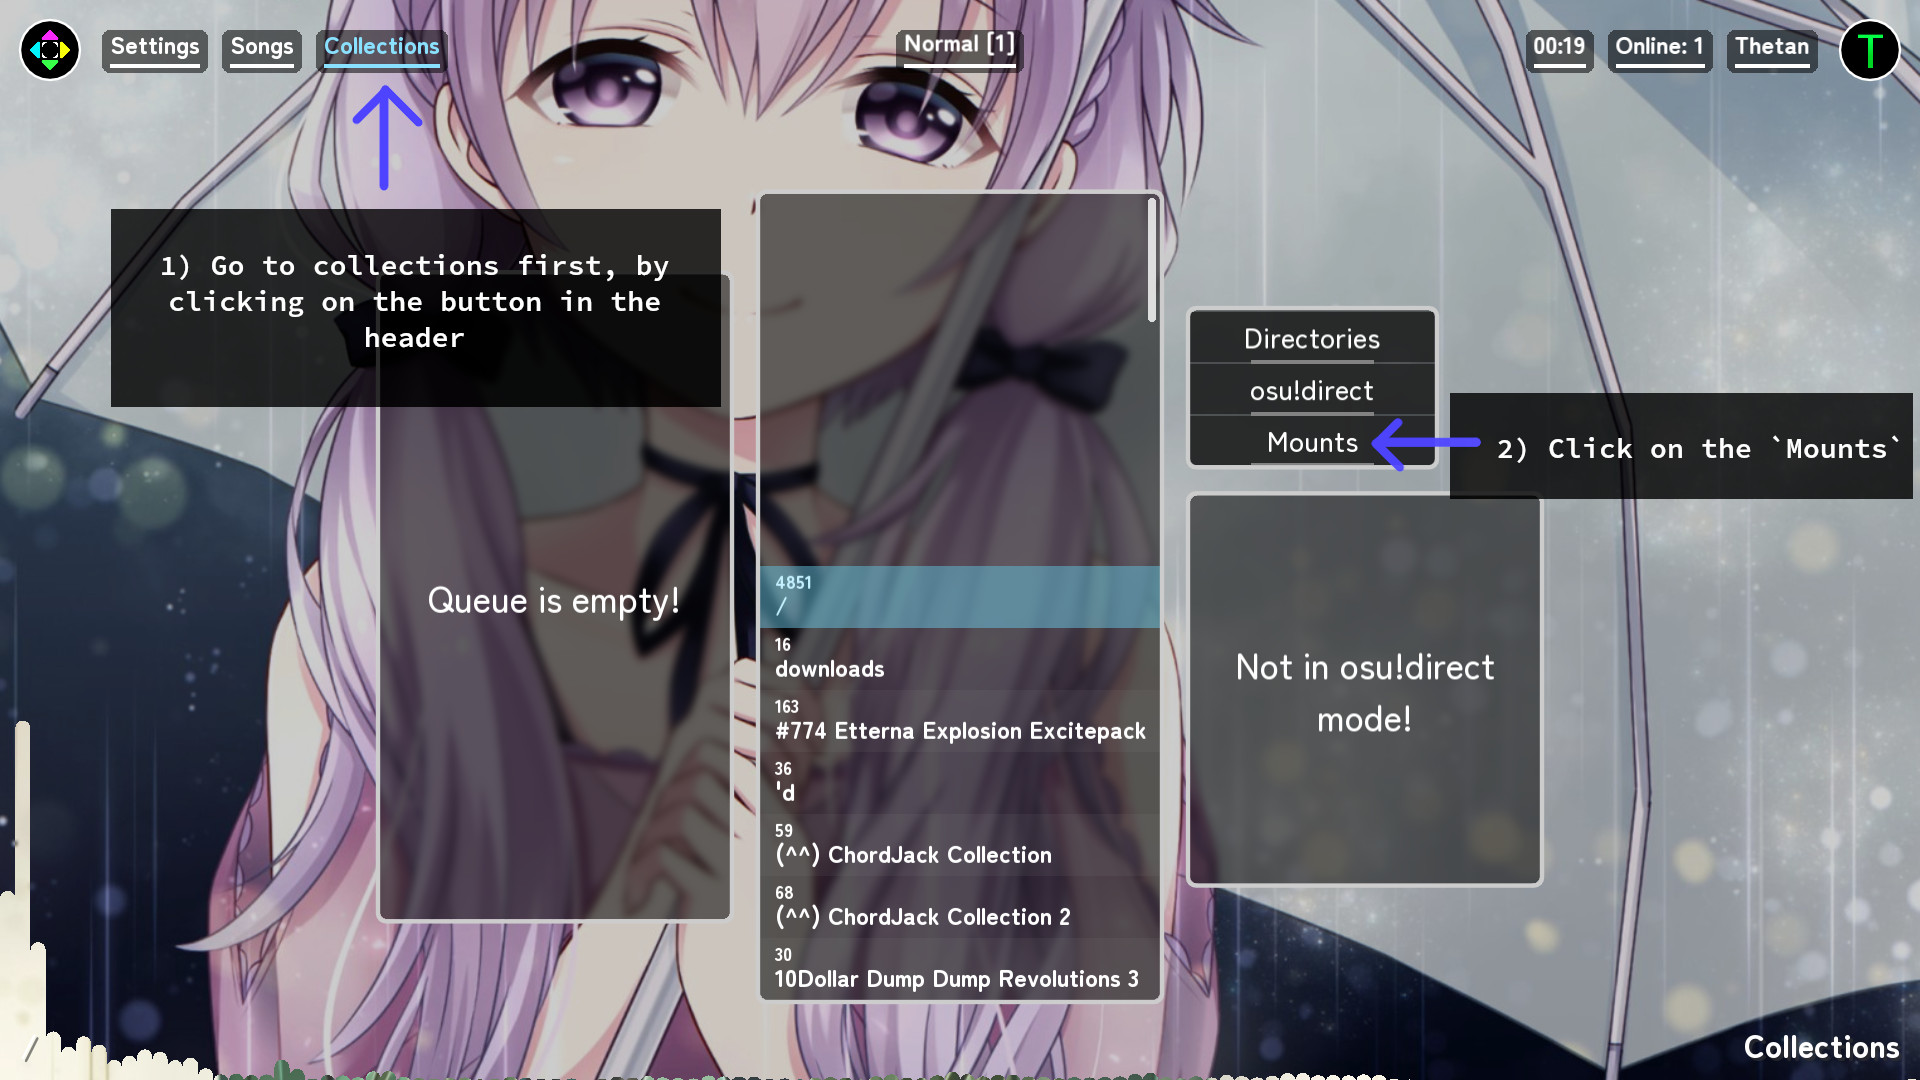 Settings
Songs
Collections
Normal [1]
00:19
Online: 1
Thetan
T
1) Go to collections first, by
clicking on the button in the
header
Directories
osu!direct
Mounts
2) Click on the `Mounts`
Queue is empty!
4851
/
16
downloads
163
#774 Etterna Explosion Excitepack
36
'd
59
(^^) ChordJack Collection
68
(^^) ChordJack Collection 2
30
10Dollar Dump Dump Revolutions 3
Not in osu!direct
mode!
/
Collections